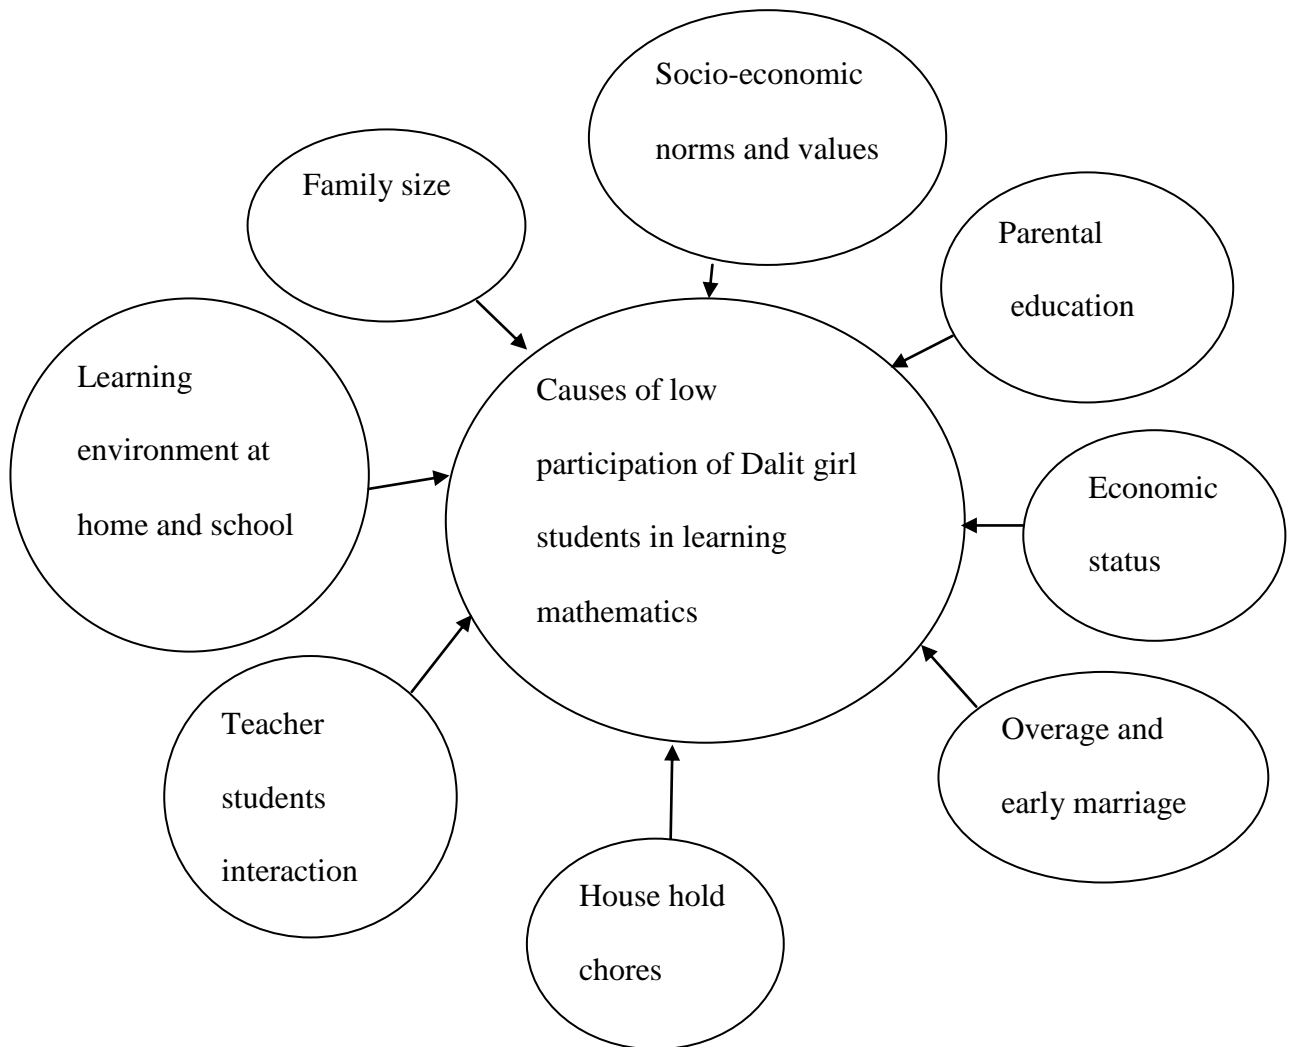 Socio-economic
norms and values
Family size
Parental
education
Learning
environment at
home and school
Causes of low
participation of Dalit girl
students in learning
mathematics
Economic
status
Teacher
students
interaction
Overage and
early marriage
House hold
chores